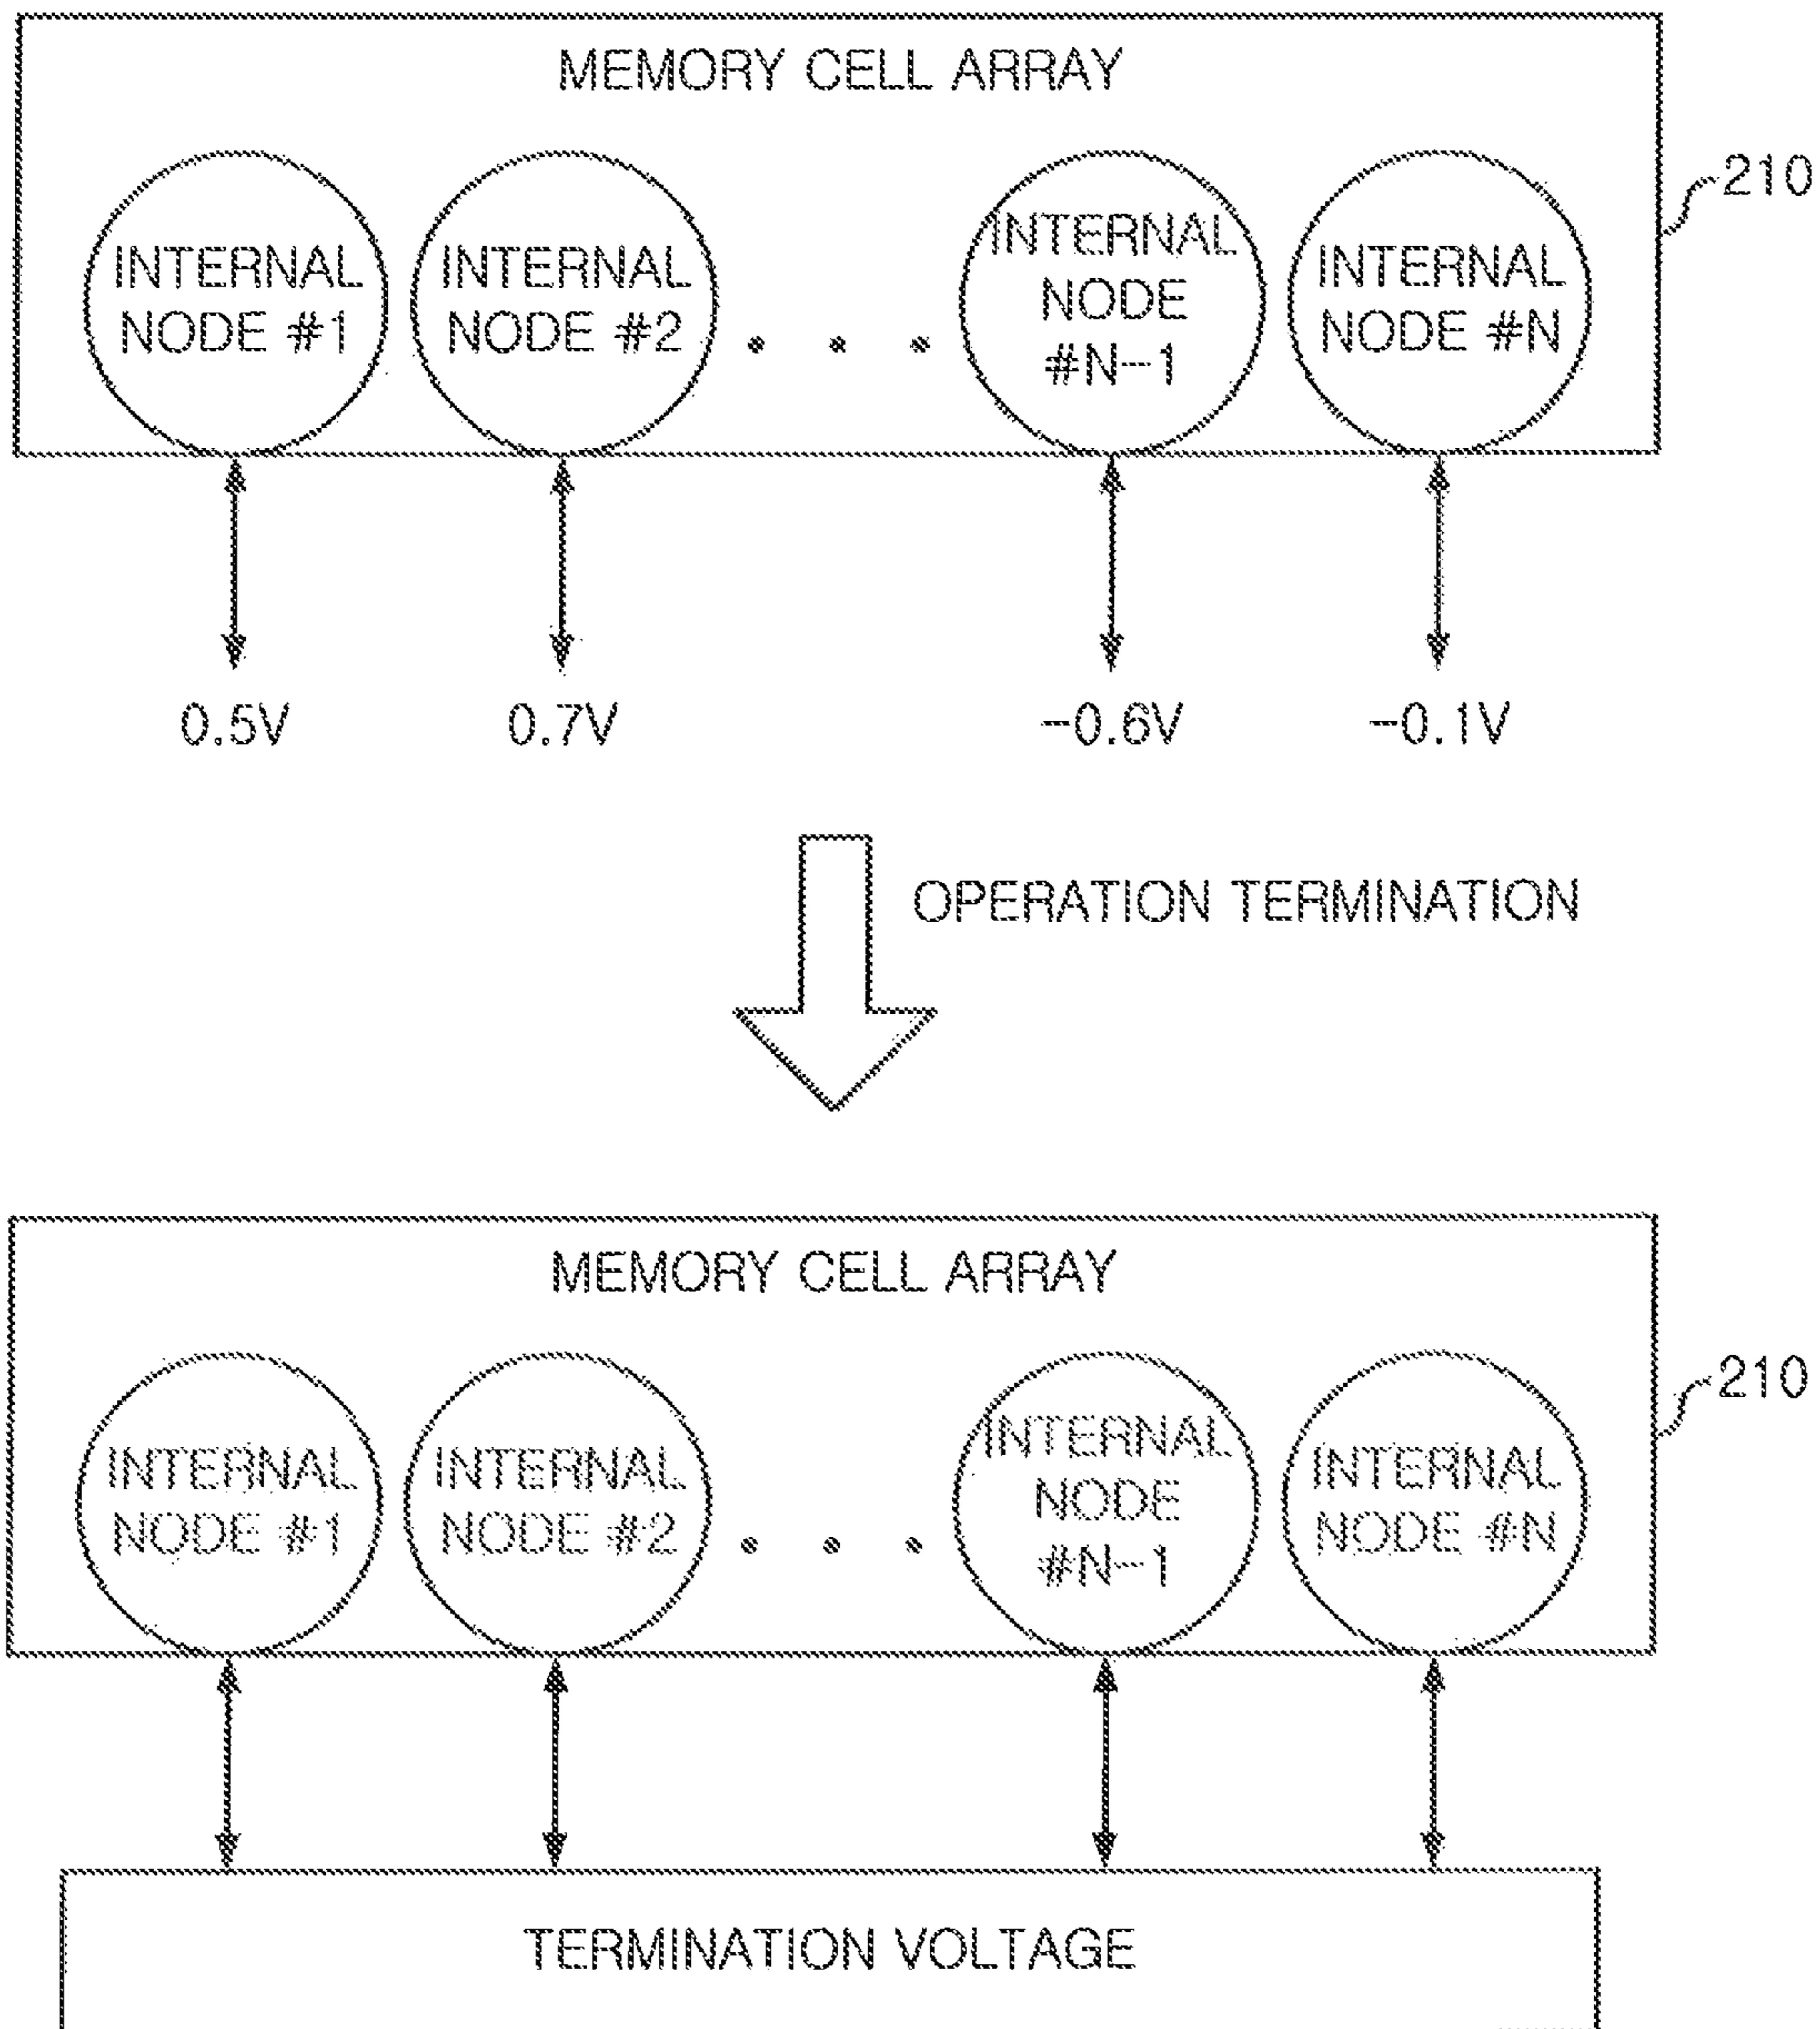 MEMORY CELL ARRAY
210
INTERNAL NODE #1
INTERNAL NODE #2
INTERNAL NODE #N-1
INTERNAL NODE #N
0.5V
0.7V
-0.6V
-0.1V
OPERATION TERMINATION
MEMORY CELL ARRAY
210
INTERNAL NODE #1
INTERNAL NODE #2
INTERNAL NODE #N-1
INTERNAL NODE #N
TERMINATION VOLTAGE